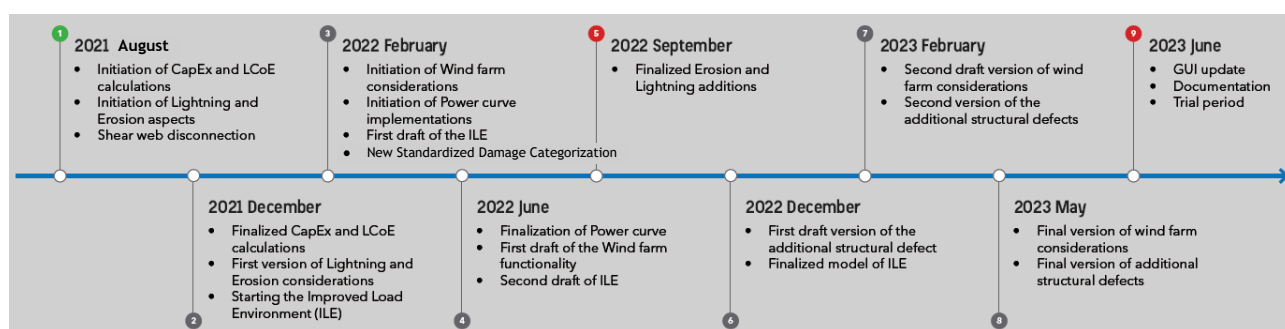 1
2021 August
• Initiation of CapEx and LCoE
calculations
• Initiation of Lightning and
Erosion aspects
• Shear web disconnection
3
2022 February
• Initiation of Wind farm
considerations
• Initiation of Power curve
implementations
• First draft of the ILE
• New Standardized Damage Categorization
5
2022 September
• Finalized Erosion and
Lightning additions
7
2023 February
• Second draft version of wind
farm considerations
• Second version of the
additional structural defects
9
2023 June
• GUI update
• Documentation
• Trial period
2021 December
• Finalized CapEx and LCoE
calculations
• First version of Lightning and
Erosion considerations
• Starting the Improved Load
Environment (ILE)
2
2022 June
• Finalization of Power curve
• First draft of the Wind farm
functionality
• Second draft of ILE
4
2022 December
• First draft version of the
additional structural defect
• Finalized model of ILE
6
2023 May
• Final version of wind farm
considerations
• Final version of additional
structural defects
8